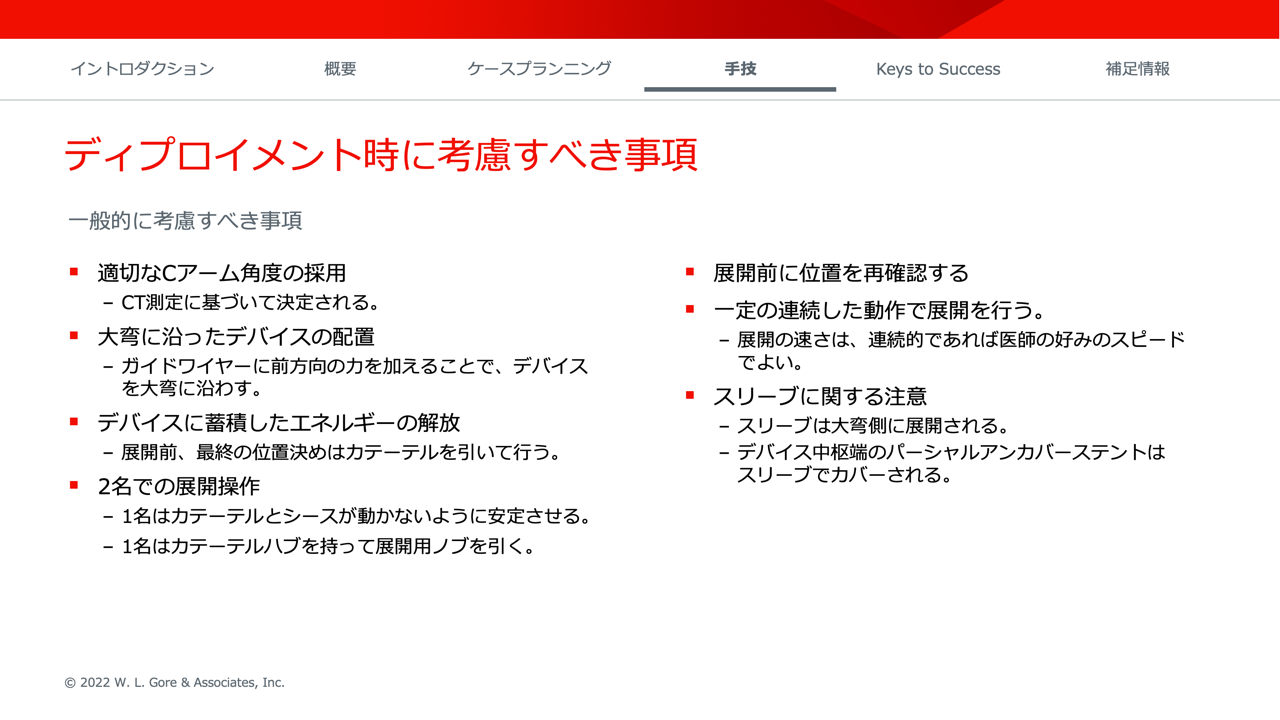 イントロダクション
概要
ケースプランニング
手技
Keys to Success
補足情報
ディプロイメント時に考慮すべき事項
一般的に考慮すべき事項
▪ 適切なCアーム角度の採用
– CT測定に基づいて決定される。
▪ 大弯に沿ったデバイスの配置
– ガイドワイヤーに前方向の力を加えることで、デバイス
を大弯に沿わす。
▪ デバイスに蓄積したエネルギーの解放
– 展開前、最終の位置決めはカテーテルを引いて行う。
▪ 2名での展開操作
– 1名はカテーテルとシースが動かないように安定させる。
– 1名はカテーテルハブを持って展開用ノブを引く。
▪ 展開前に位置を再確認する
▪ 一定の連続した動作で展開を行う。
– 展開の速さは、連続的であれば医師の好みのスピード
でよい。
▪ スリーブに関する注意
– スリーブは大弯側に展開される。
– デバイス中枢端のパーシャルアンカバーステントは
スリーブでカバーされる。
© 2022 W. L. Gore & Associates, Inc.